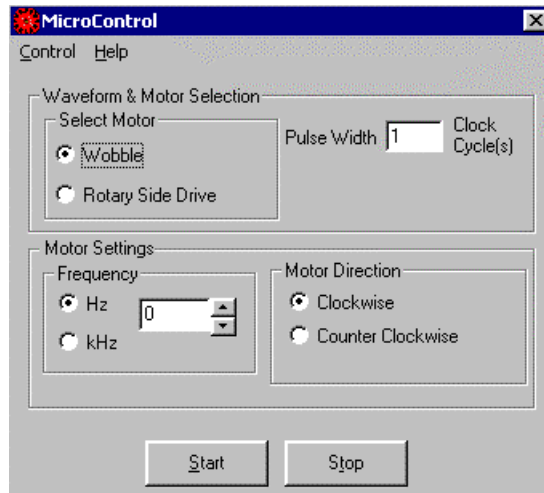 MicroControl
Control Help
Waveform & Motor Selection
Select Motor
Wobble
Rotary Side Drive
Pulse Width 1 Clock
Cycle(s)
Motor Settings
Frequency
Hz
kHz
0
Motor Direction
Clockwise
Counter Clockwise
Start Stop